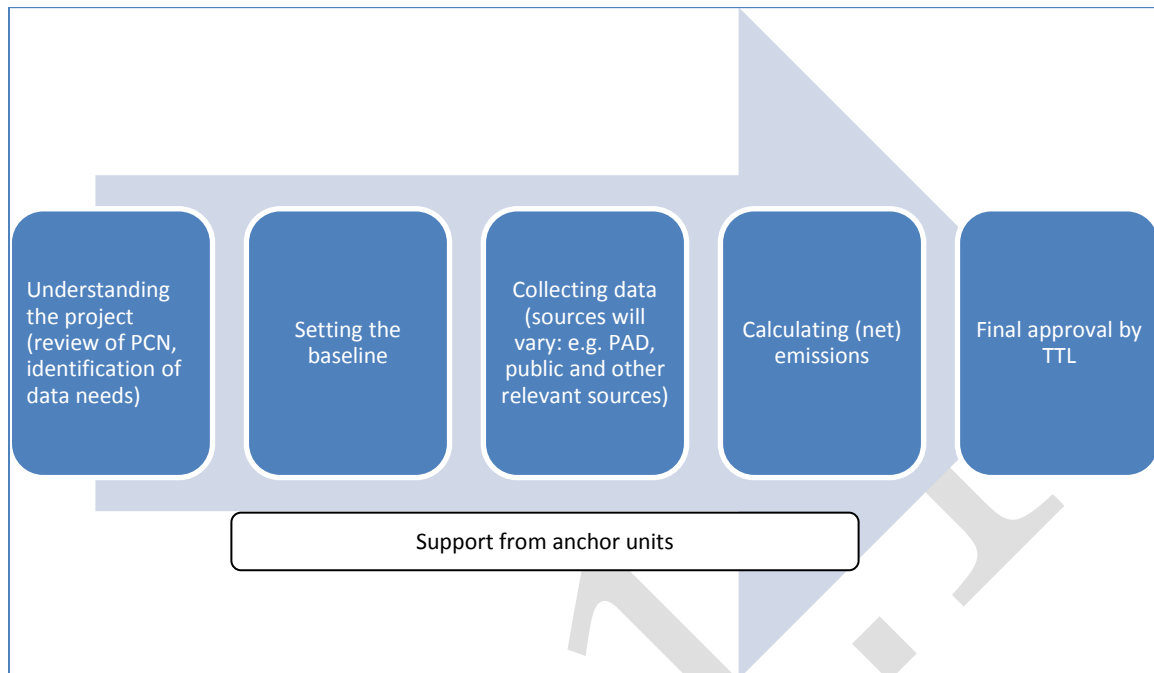 Understanding
the project
(review of PCN,
identification of
data needs)
Setting the
baseline
Collecting data
(sources will
vary: e.g. PAD,
public and other
relevant sources)
Calculating (net)
emissions
Final approval by
TTL
Support from anchor units